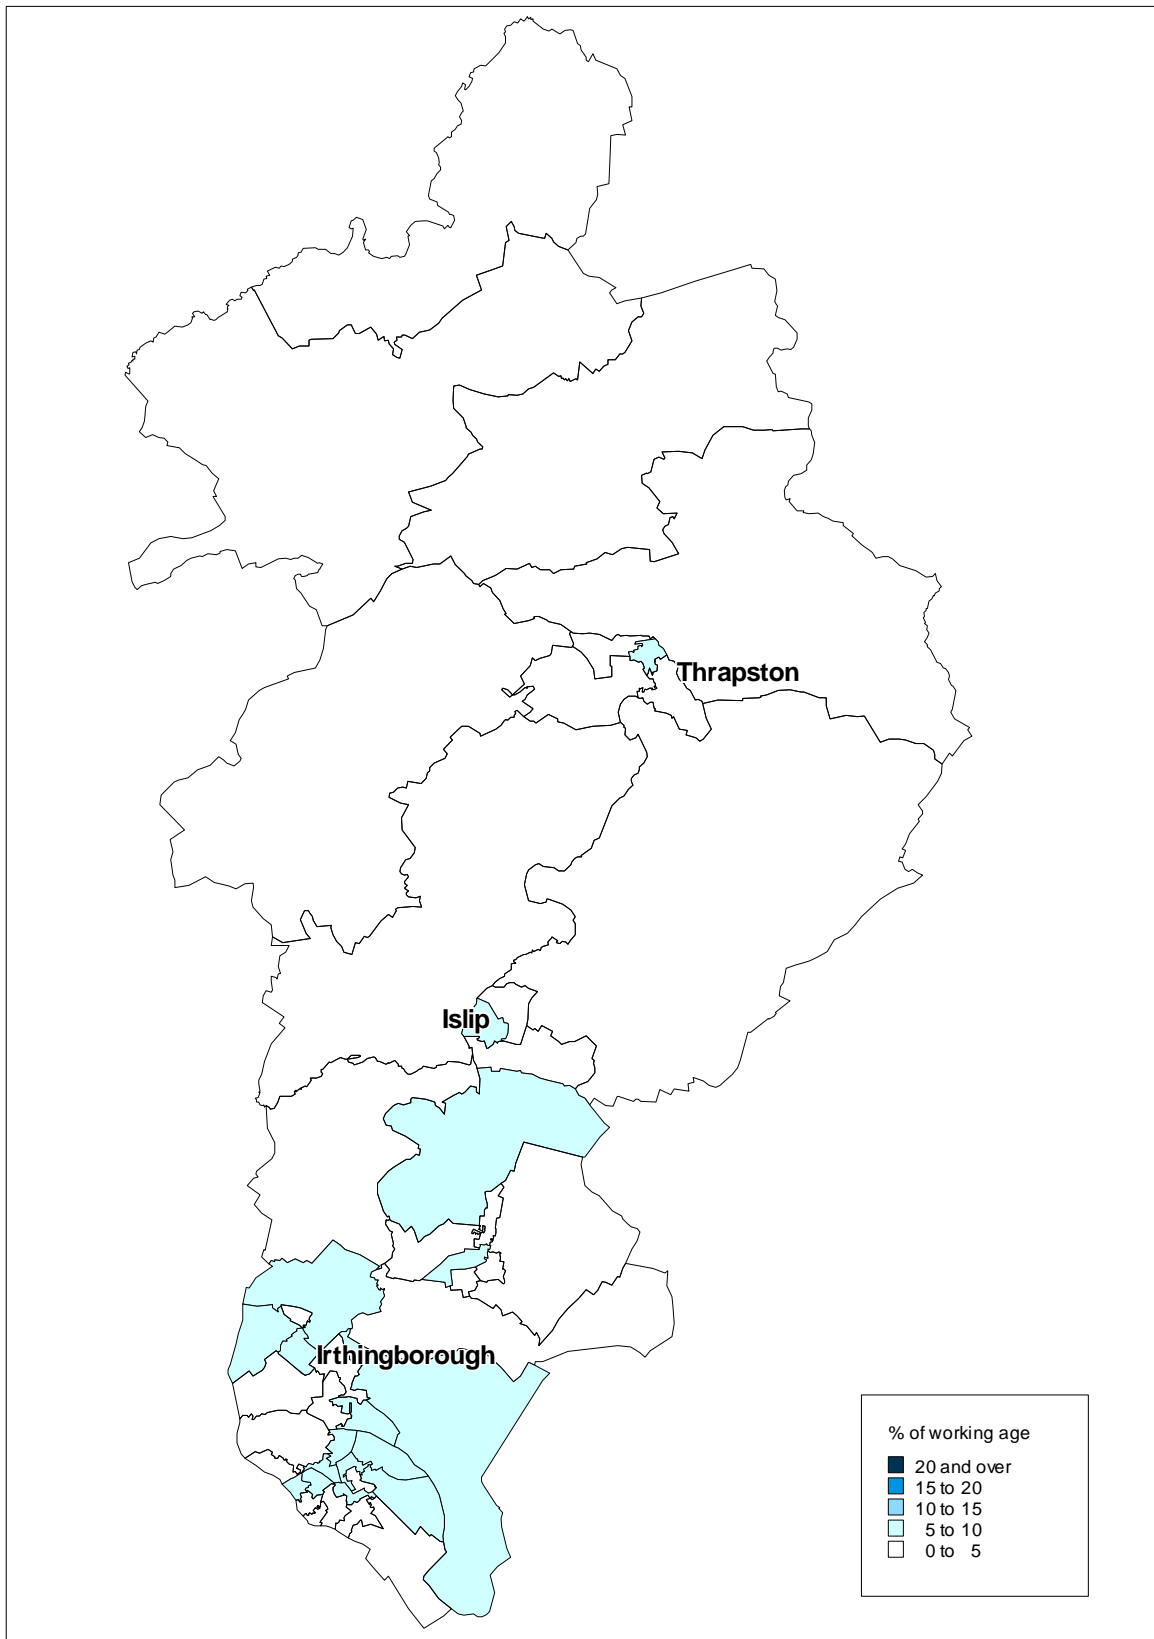 Thrapston
Islip
Irthingborough
% of working age
20 and over
15 to 20
10 to 15
5 to 10
0 to 5